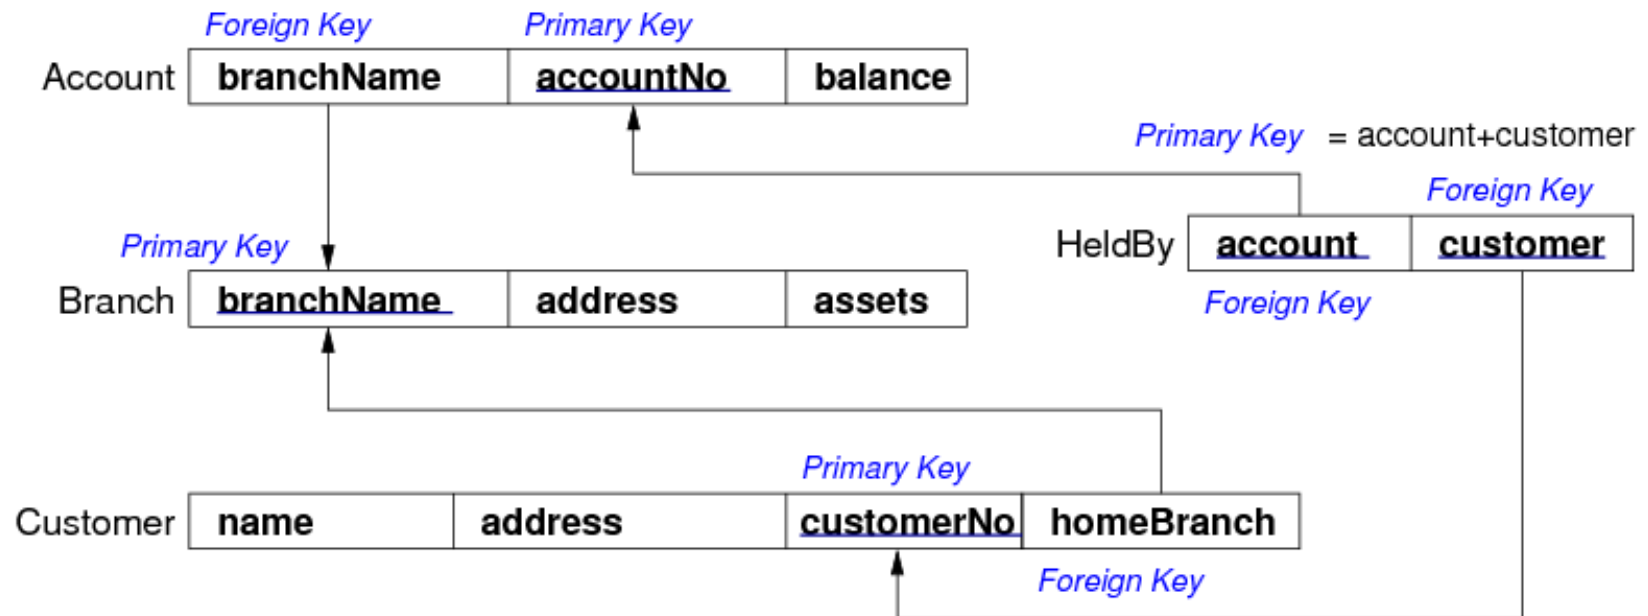 Foreign Key Primary Key
Account branchName accountNo balance
Primary Key = account+customer
Foreign Key
HeldBy account customer
Foreign Key
Primary Key
Branch branchName address assets
Primary Key
Customer name address customerNo homeBranch
Foreign Key